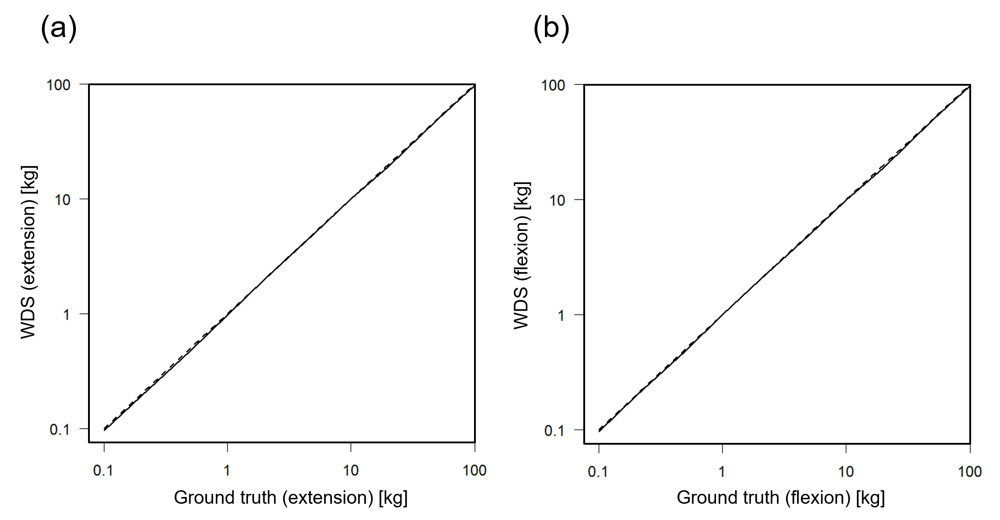 (a)
100
10
1
0.1
WDS (extension) [kg]
0.1 1 10 100
Ground truth (extension) [kg]
(b)
100
10
1
0.1
WDS (flexion) [kg]
0.1 1 10 100
Ground truth (flexion) [kg]